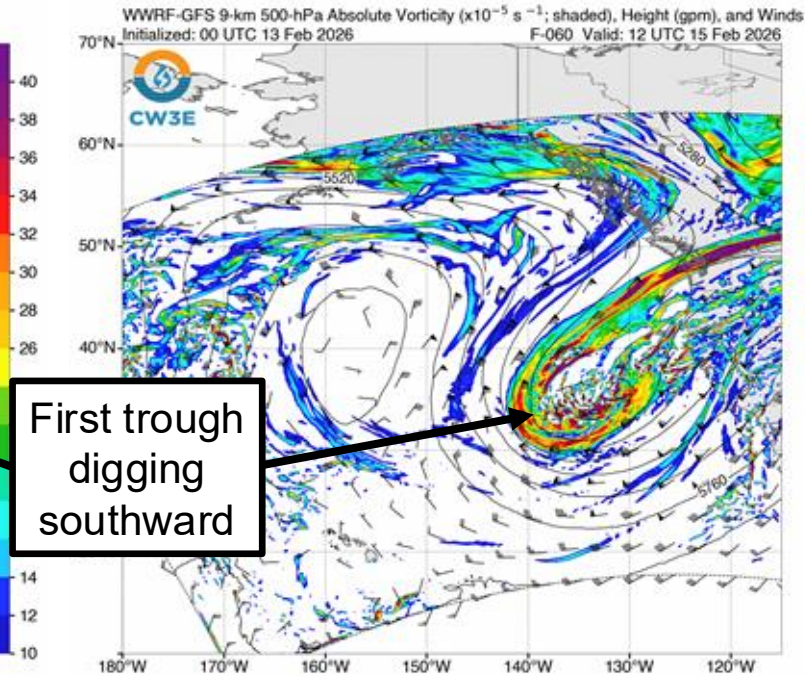 WWRF-GFS 9-km 500-hPa Absolute Vorticity (x10⁻⁵ s ⁻¹; shaded), Height (gpm), and Winds
Initialized: 00 UTC 13 Feb 2026 F-060 Valid: 12 UTC 15 Feb 2026
70°N
40
CW3E
38
36
60°N
5280
34
5520
32
50°N
30
28
26
40°N
First trough
digging
southward
5760
14
12
10
180°W 170°W 160°W 150°W 140°W 130°W 120°W